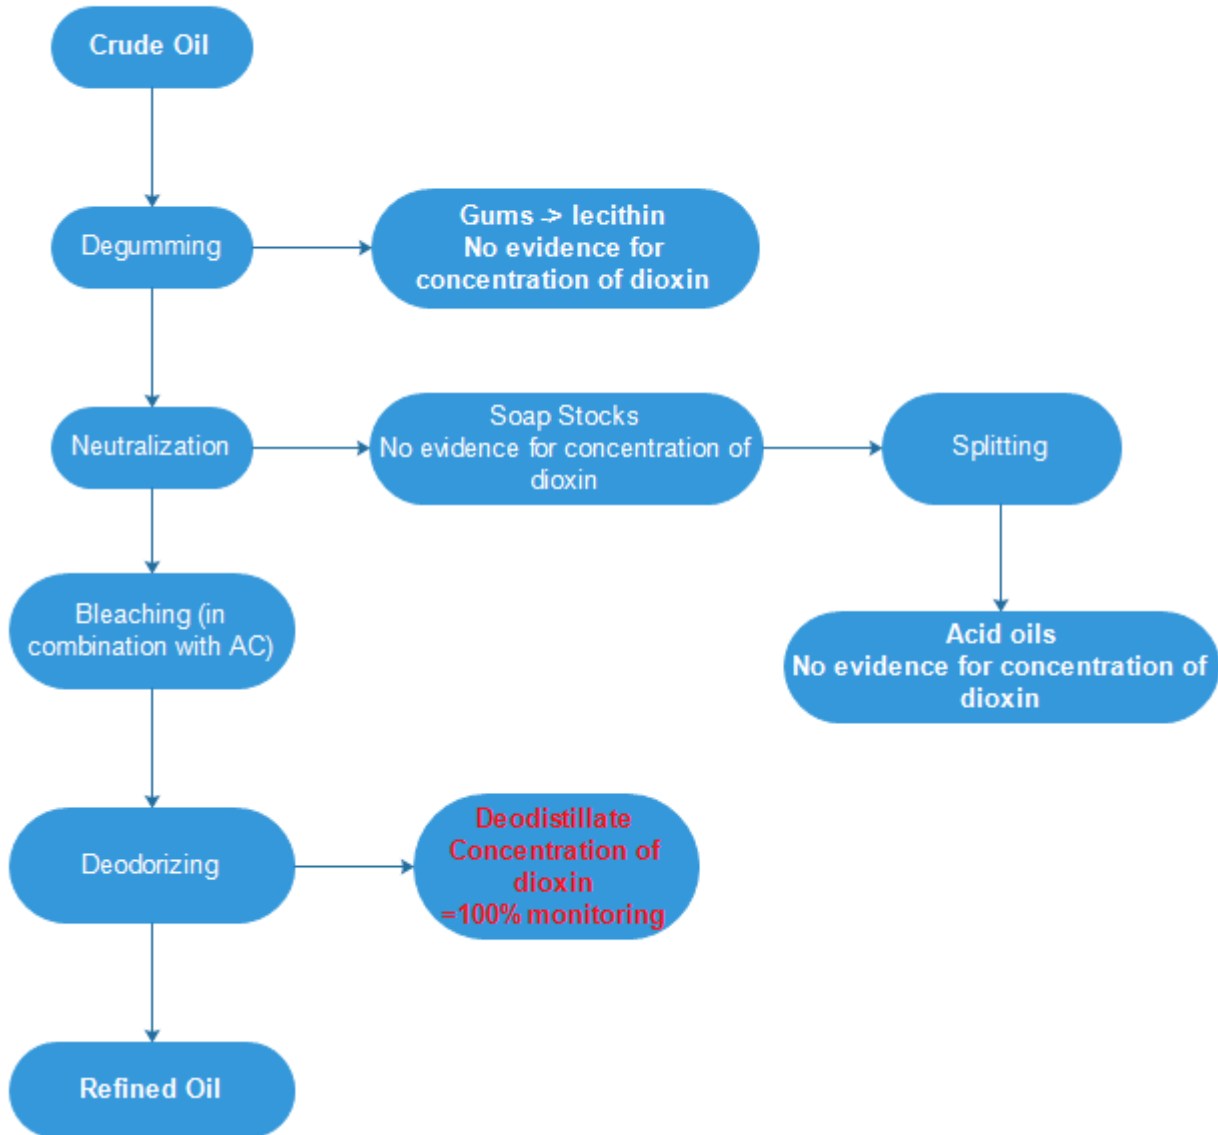 Crude Oil
Degumming
Gums -> lecithin
No evidence for
concentration of dioxin
Neutralization
Soap Stocks
No evidence for concentration of
dioxin
Splitting
Bleaching (in
combination with AC)
Acid oils
No evidence for concentration of
dioxin
Deodorizing
Deodistillate
Concentration of
dioxin
=100% monitoring
Refined Oil